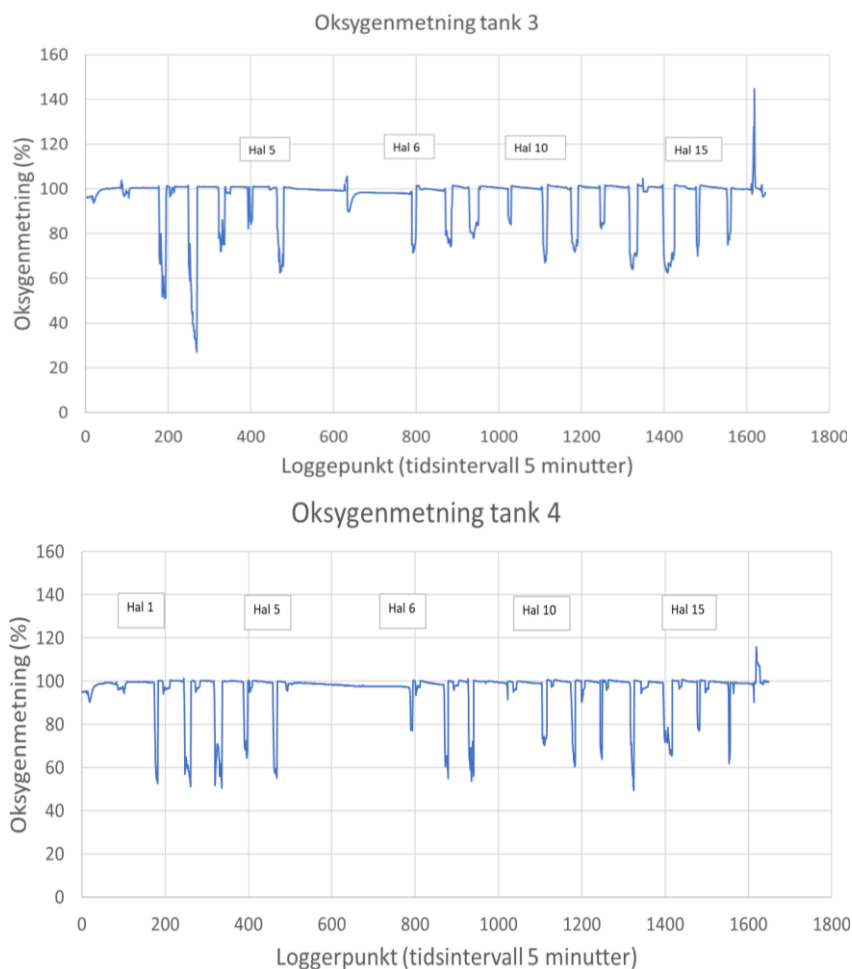 Oksygenmetning tank 3
160
140
120
100
80
60
40
20
0
Oksygenmetning (%)
Hal 5
Hal 6
Hal 10
Hal 15
0 200 400 600 800 1000 1200 1400 1600 1800
Loggepunkt (tidsintervall 5 minutter)
Oksygenmetning tank 4
160
140
120
100
80
60
40
20
0
Oksygenmetning (%)
Hal 1
Hal 5
Hal 6
Hal 10
Hal 15
0 200 400 600 800 1000 1200 1400 1600 1800
Loggerpunkt (tidsintervall 5 minutter)